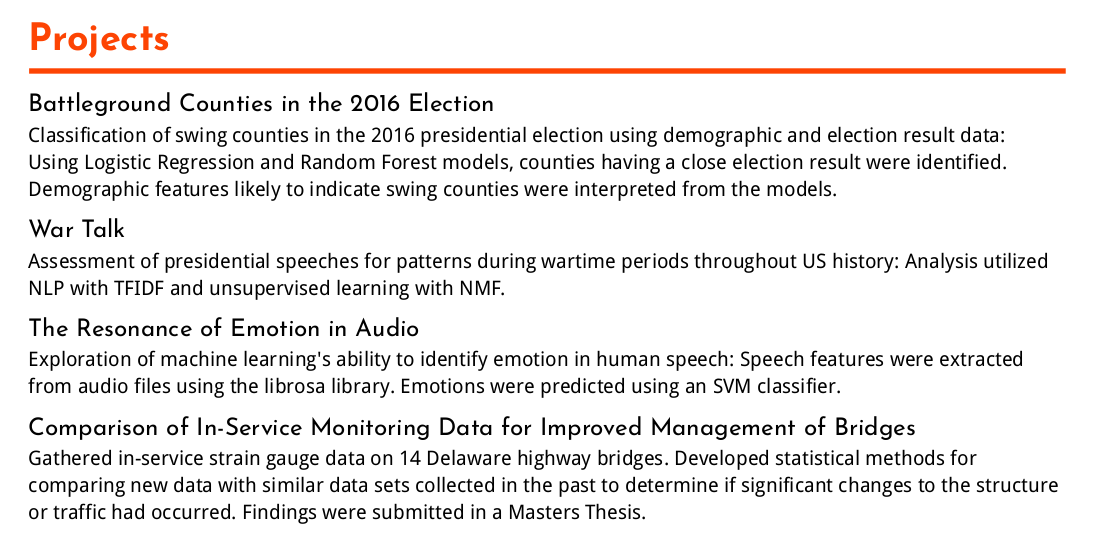 Projects
Battleground Counties in the 2016 Election
Classification of swing counties in the 2016 presidential election using demographic and election result data:
Using Logistic Regression and Random Forest models, counties having a close election result were identified.
Demographic features likely to indicate swing counties were interpreted from the models.
War Talk
Assessment of presidential speeches for patterns during wartime periods throughout US history: Analysis utilized
NLP with TFIDF and unsupervised learning with NMF.
The Resonance of Emotion in Audio
Exploration of machine learning's ability to identify emotion in human speech: Speech features were extracted
from audio files using the librosa library. Emotions were predicted using an SVM classifier.
Comparison of In-Service Monitoring Data for Improved Management of Bridges
Gathered in-service strain gauge data on 14 Delaware highway bridges. Developed statistical methods for
comparing new data with similar data sets collected in the past to determine if significant changes to the structure
or traffic had occurred. Findings were submitted in a Masters Thesis.